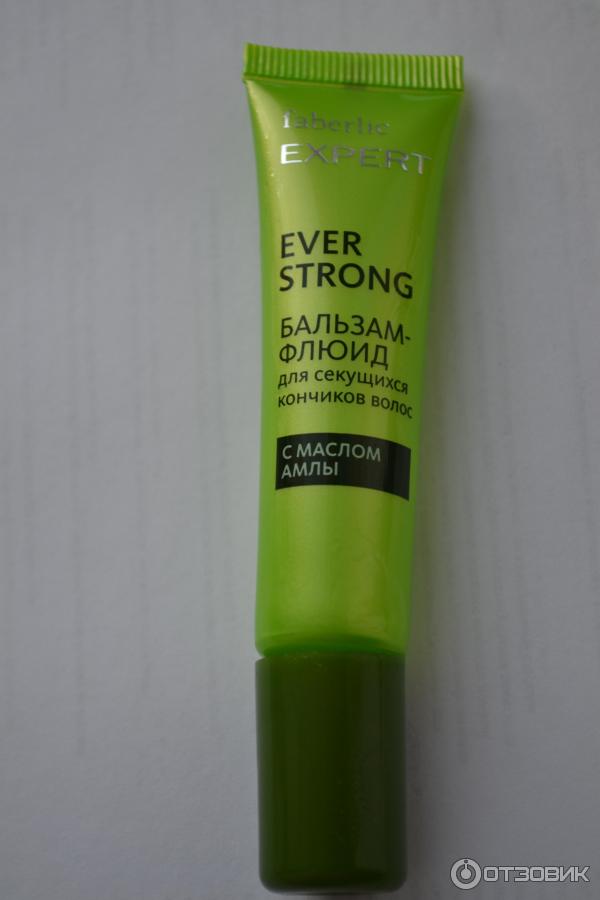 faberlic
EXPERT
EVER
STRONG
БАЛЬЗАМ-
ФЛЮИД
для секущихся
кончиков волос
С МАСЛОМ
АМЛЫ
ОТЗОВИК